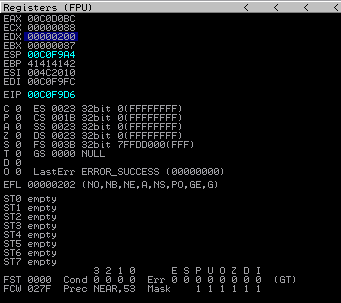 Registers (FPU) < < < <
EAX 00C0D0BC
ECX 00000088
EDX 00000200
EBX 00000087
ESP 00C0F9A4
EBP 41414142
ESI 004C2010
EDI 00C0F9FC
EIP 00C0F9D6
C 0 ES 0023 32bit 0(FFFFFFFF)
P 0 CS 001B 32bit 0(FFFFFFFF)
A 0 SS 0023 32bit 0(FFFFFFFF)
Z 0 DS 0023 32bit 0(FFFFFFFF)
S 0 FS 003B 32bit 7FFDD000(FFF)
T 0 GS 0000 NULL
D 0
O 0 LastErr ERROR_SUCCESS (00000000)
EFL 00000202 (NO,NB,NE,A,NS,PO,GE,G)
ST0 empty
ST1 empty
ST2 empty
ST3 empty
ST4 empty
ST5 empty
ST6 empty
ST7 empty
3 2 1 0 E S P U O Z D I
FST 0000 Cond 0 0 0 0 Err 0 0 0 0 0 0 0 0 (GT)
FCW 027F Prec NEAR,53 Mask 1 1 1 1 1 1